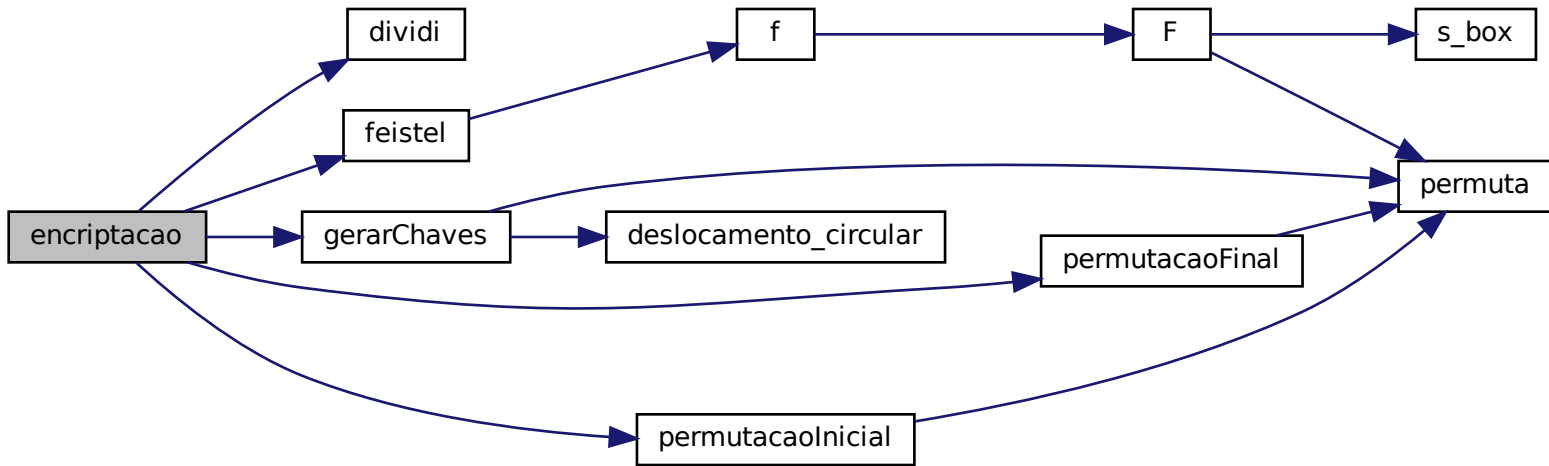 dividi
f
F
s_box
feistel
permuta
encriptacao
gerarChaves
deslocamento_circular
permutacaoFinal
permutacaoInicial